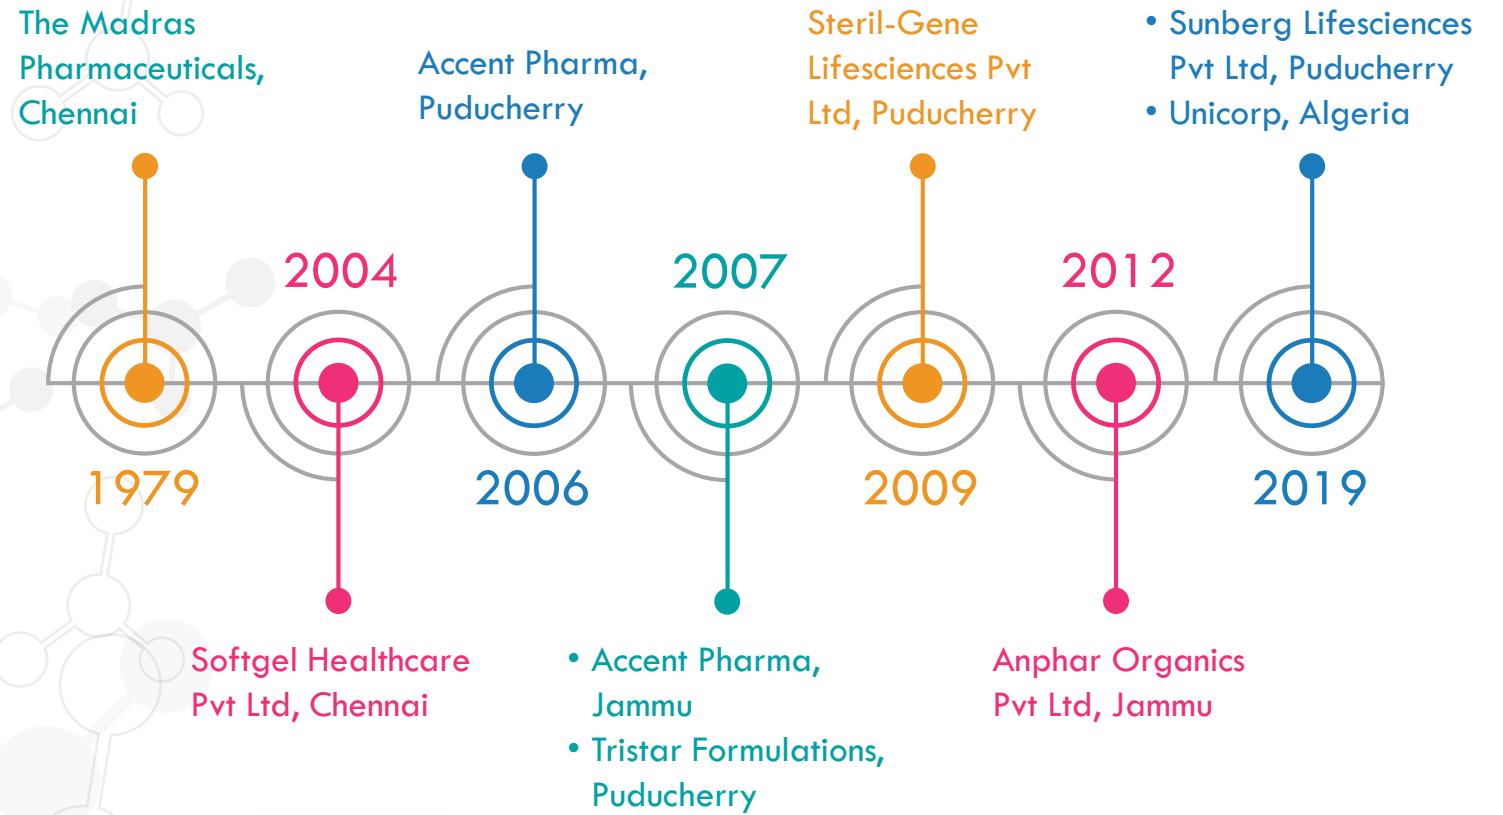 The Madras
Pharmaceuticals,
Chennai
Accent Pharma,
Puducherry
Steril-Gene
Lifesciences Pvt
Ltd, Puducherry
• Sunberg Lifesciences
Pvt Ltd, Puducherry
• Unicorp, Algeria
2004
2007
2012
1979
2006
2009
2019
Softgel Healthcare
Pvt Ltd, Chennai
• Accent Pharma,
Jammu
• Tristar Formulations,
Puducherry
Anphar Organics
Pvt Ltd, Jammu